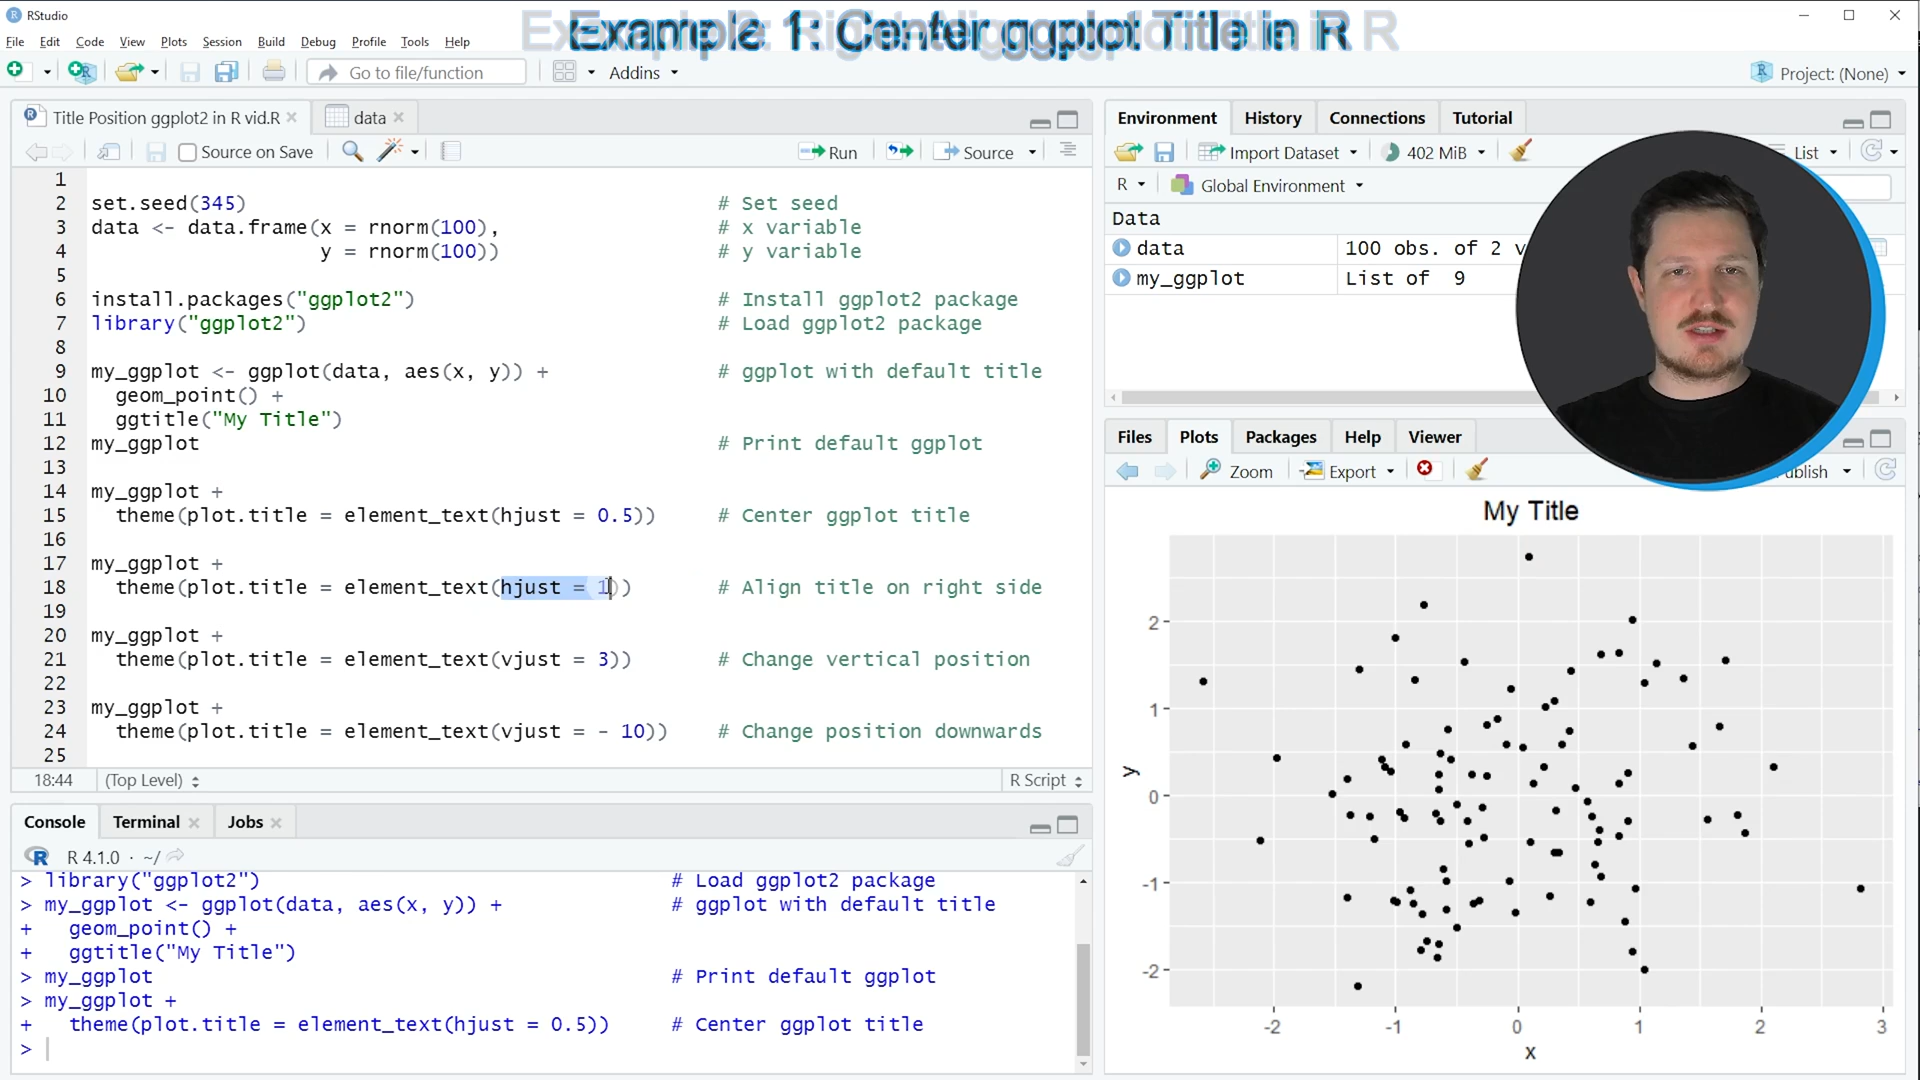 RStudio
Example 1: Center ggplot Title in R
File Edit Code View Plots Session Build Debug Profile Tools Help
Go to file/function Addins Project: (None)
Title Position ggplot2 in R vid.R data
Source on Save Run Source
1
2 set.seed(345) # Set seed
3 data <- data.frame(x = rnorm(100), # x variable
4 y = rnorm(100)) # y variable
5
6 install.packages("ggplot2") # Install ggplot2 package
7 library("ggplot2") # Load ggplot2 package
8
9 my_ggplot <- ggplot(data, aes(x, y)) + # ggplot with default title
10 geom_point() +
11 ggtitle("My Title")
12 my_ggplot # Print default ggplot
13
14 my_ggplot +
15 theme(plot.title = element_text(hjust = 0.5)) # Center ggplot title
16
17 my_ggplot +
18 theme(plot.title = element_text(hjust = 1)) # Align title on right side
19
20 my_ggplot +
21 theme(plot.title = element_text(vjust = 3)) # Change vertical position
22
23 my_ggplot +
24 theme(plot.title = element_text(vjust = - 10)) # Change position downwards
25
18:44 (Top Level) R Script
Console Terminal Jobs
R 4.1.0 · ~/
> library("ggplot2") # Load ggplot2 package
> my_ggplot <- ggplot(data, aes(x, y)) + # ggplot with default title
+ geom_point() +
+ ggtitle("My Title")
> my_ggplot # Print default ggplot
> my_ggplot +
+ theme(plot.title = element_text(hjust = 0.5)) # Center ggplot title
>
Environment History Connections Tutorial
Import Dataset 402 MiB List
R Global Environment
Data
data 100 obs. of 2 v
my_ggplot List of 9
Files Plots Packages Help Viewer
Zoom Export ublish
My Title
2
1
0
-1
-2
y
-2 -1 0 1 2 3
x